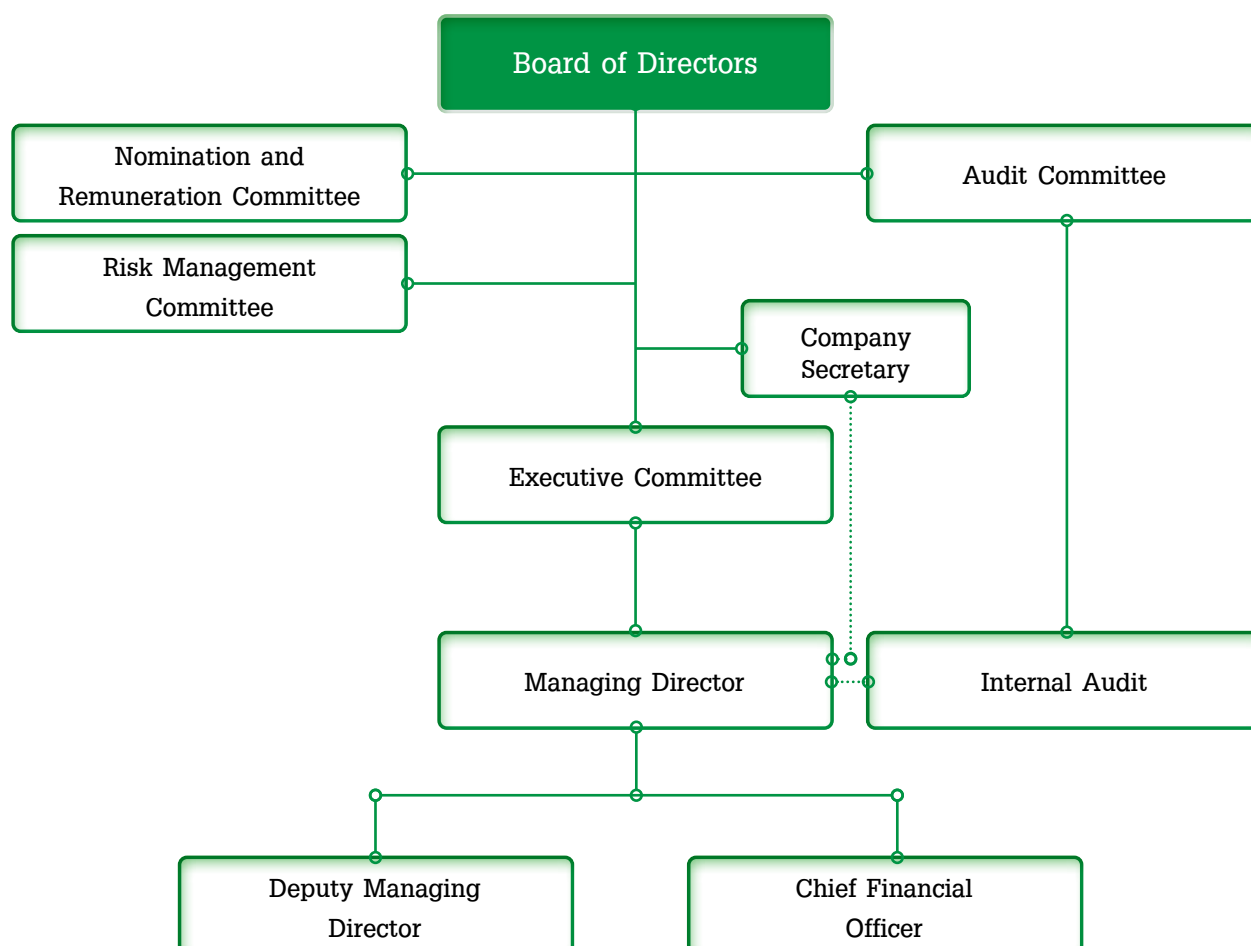 Board of Directors
Nomination and
Remuneration Committee
Audit Committee
Risk Management
Committee
Company
Secretary
Executive Committee
Managing Director
Internal Audit
Deputy Managing
Director
Chief Financial
Officer